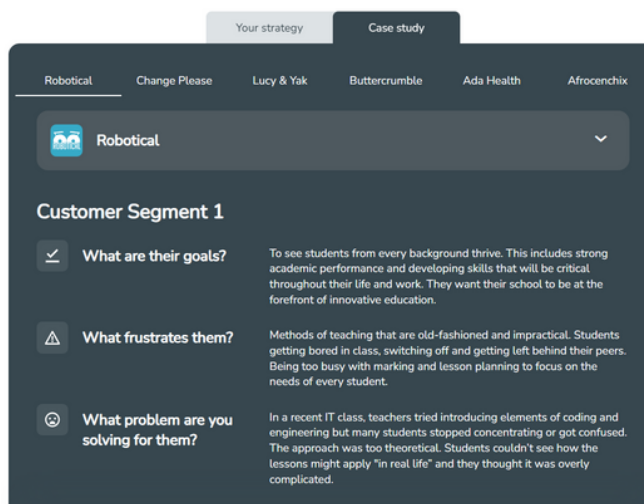 Your strategy
Case study
Robotical
Change Please
Lucy & Yak
Buttercrumble
Ada Health
Afrocenchix
ROBOTICAL
Robotical
Customer Segment 1
What are their goals?
To see students from every background thrive. This includes strong
academic performance and developing skills that will be critical
throughout their life and work. They want their school to be at the
forefront of innovative education.
What frustrates them?
Methods of teaching that are old-fashioned and impractical. Students
getting bored in class, switching off and getting left behind their peers.
Being too busy with marking and lesson planning to focus on the
needs of every student.
What problem are you
solving for them?
In a recent IT class, teachers tried introducing elements of coding and
engineering but many students stopped concentrating or got confused.
The approach was too theoretical. Students couldn't see how the
lessons might apply "in real life" and they thought it was overly
complicated.